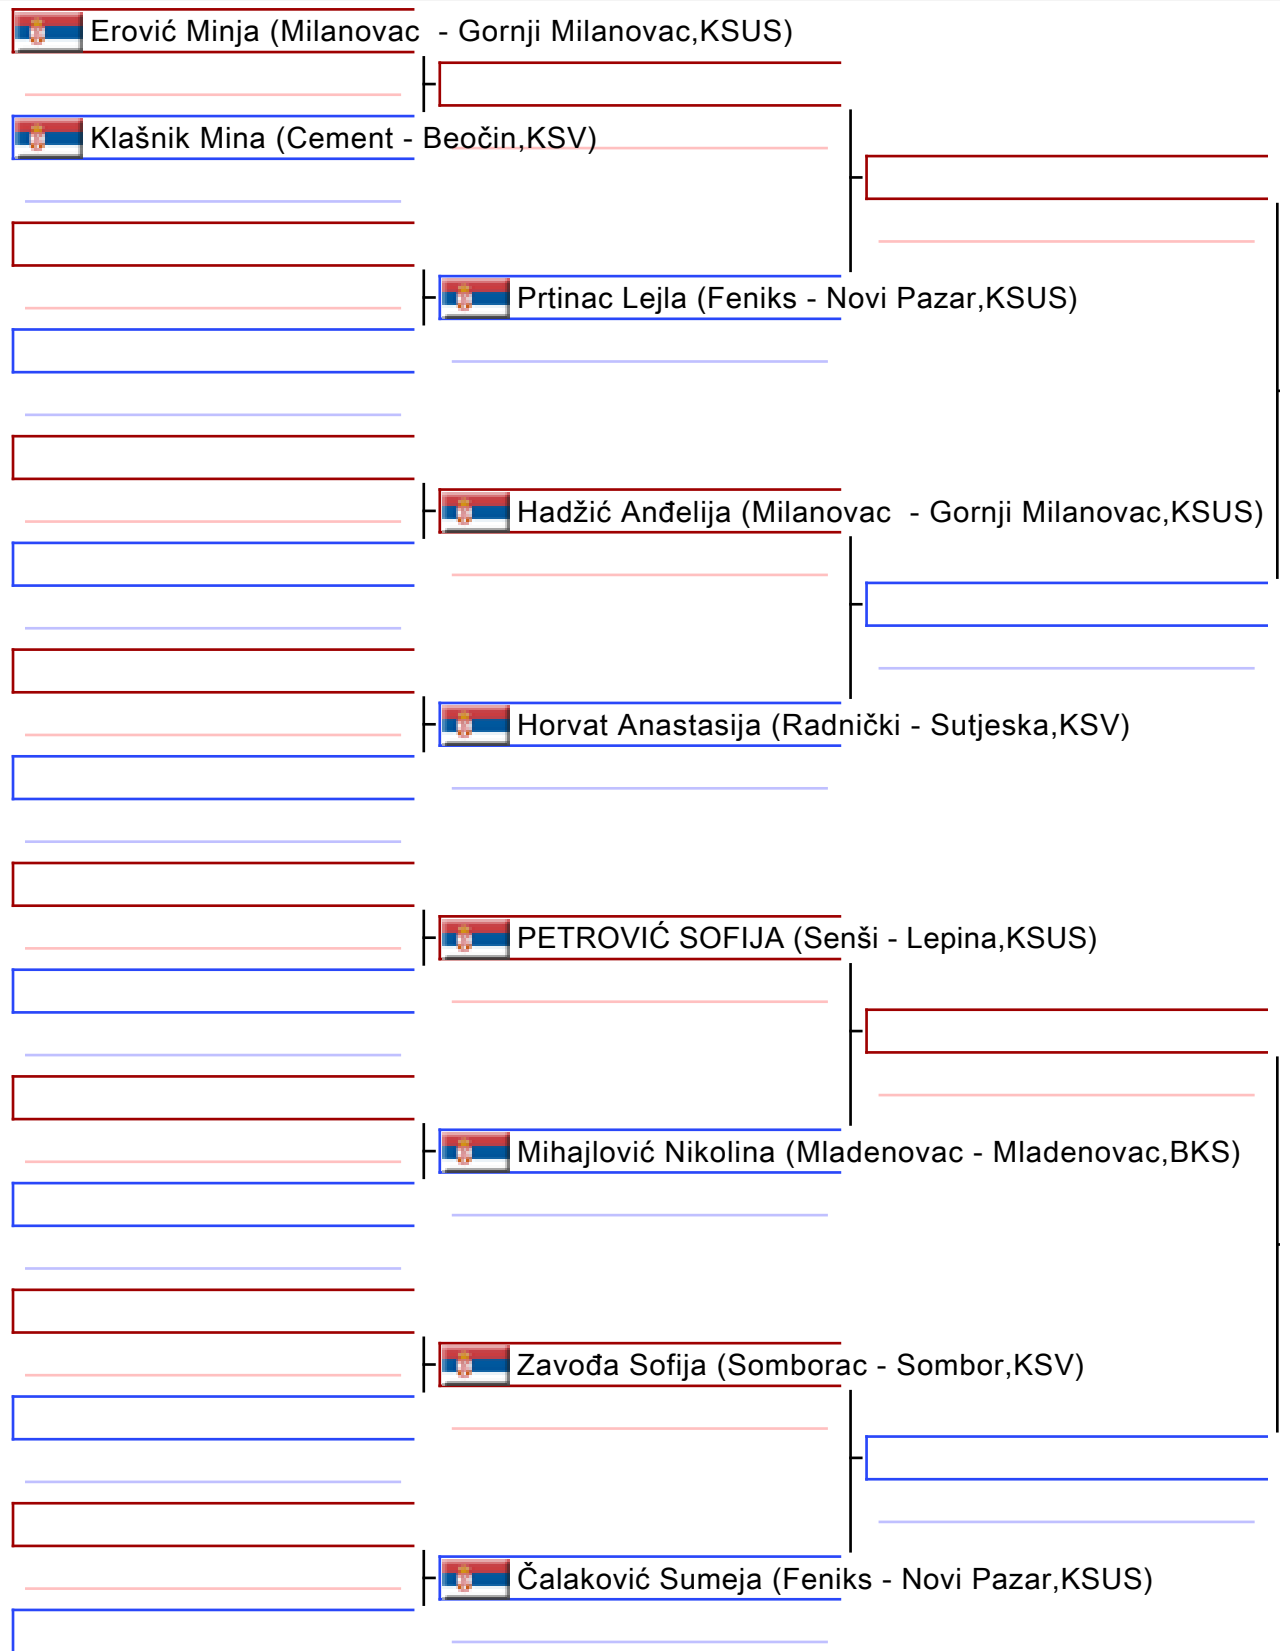 Erović Minja (Milanovac  - Gornji Milanovac,KSUS)
Klašnik Mina (Cement - Beočin,KSV)
Prtinac Lejla (Feniks - Novi Pazar,KSUS)
Hadžić Anđelija (Milanovac  - Gornji Milanovac,KSUS)
Horvat Anastasija (Radnički - Sutjeska,KSV)
PETROVIĆ SOFIJA (Senši - Lepina,KSUS)
Mihajlović Nikolina (Mladenovac - Mladenovac,BKS)
Zavođa Sofija (Somborac - Sombor,KSV)
Čalaković Sumeja (Feniks - Novi Pazar,KSUS)